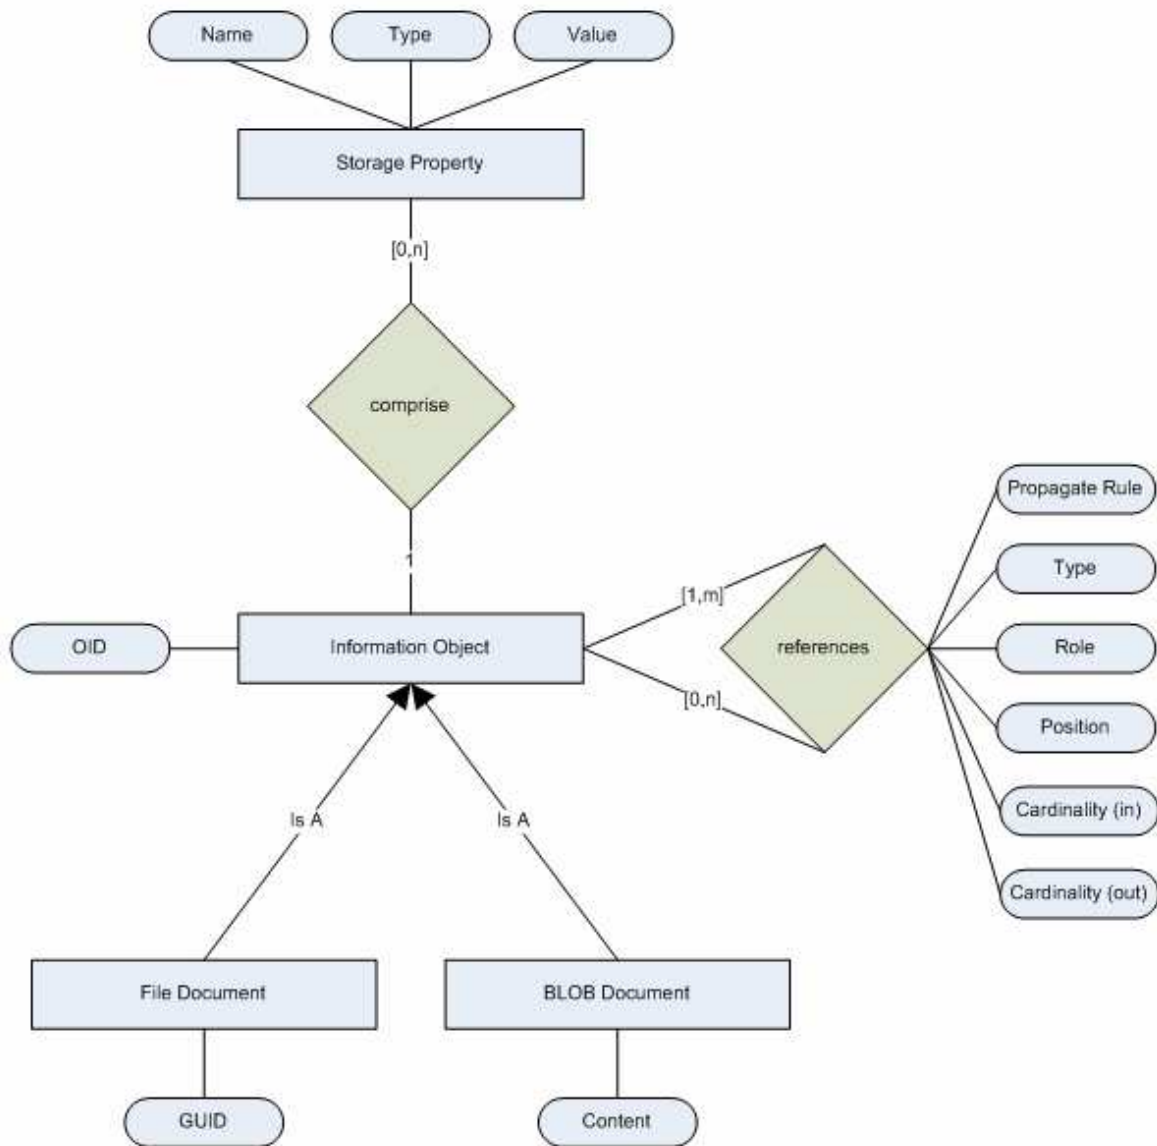 Name
Type
Value
Storage Property
[0,n]
comprise
1
Propagate Rule
Type
[1,m]
OID
Information Object
references
Role
[0,n]
Position
Is A
Is A
Cardinality (in)
Cardinality (out)
File Document
BLOB Document
GUID
Content